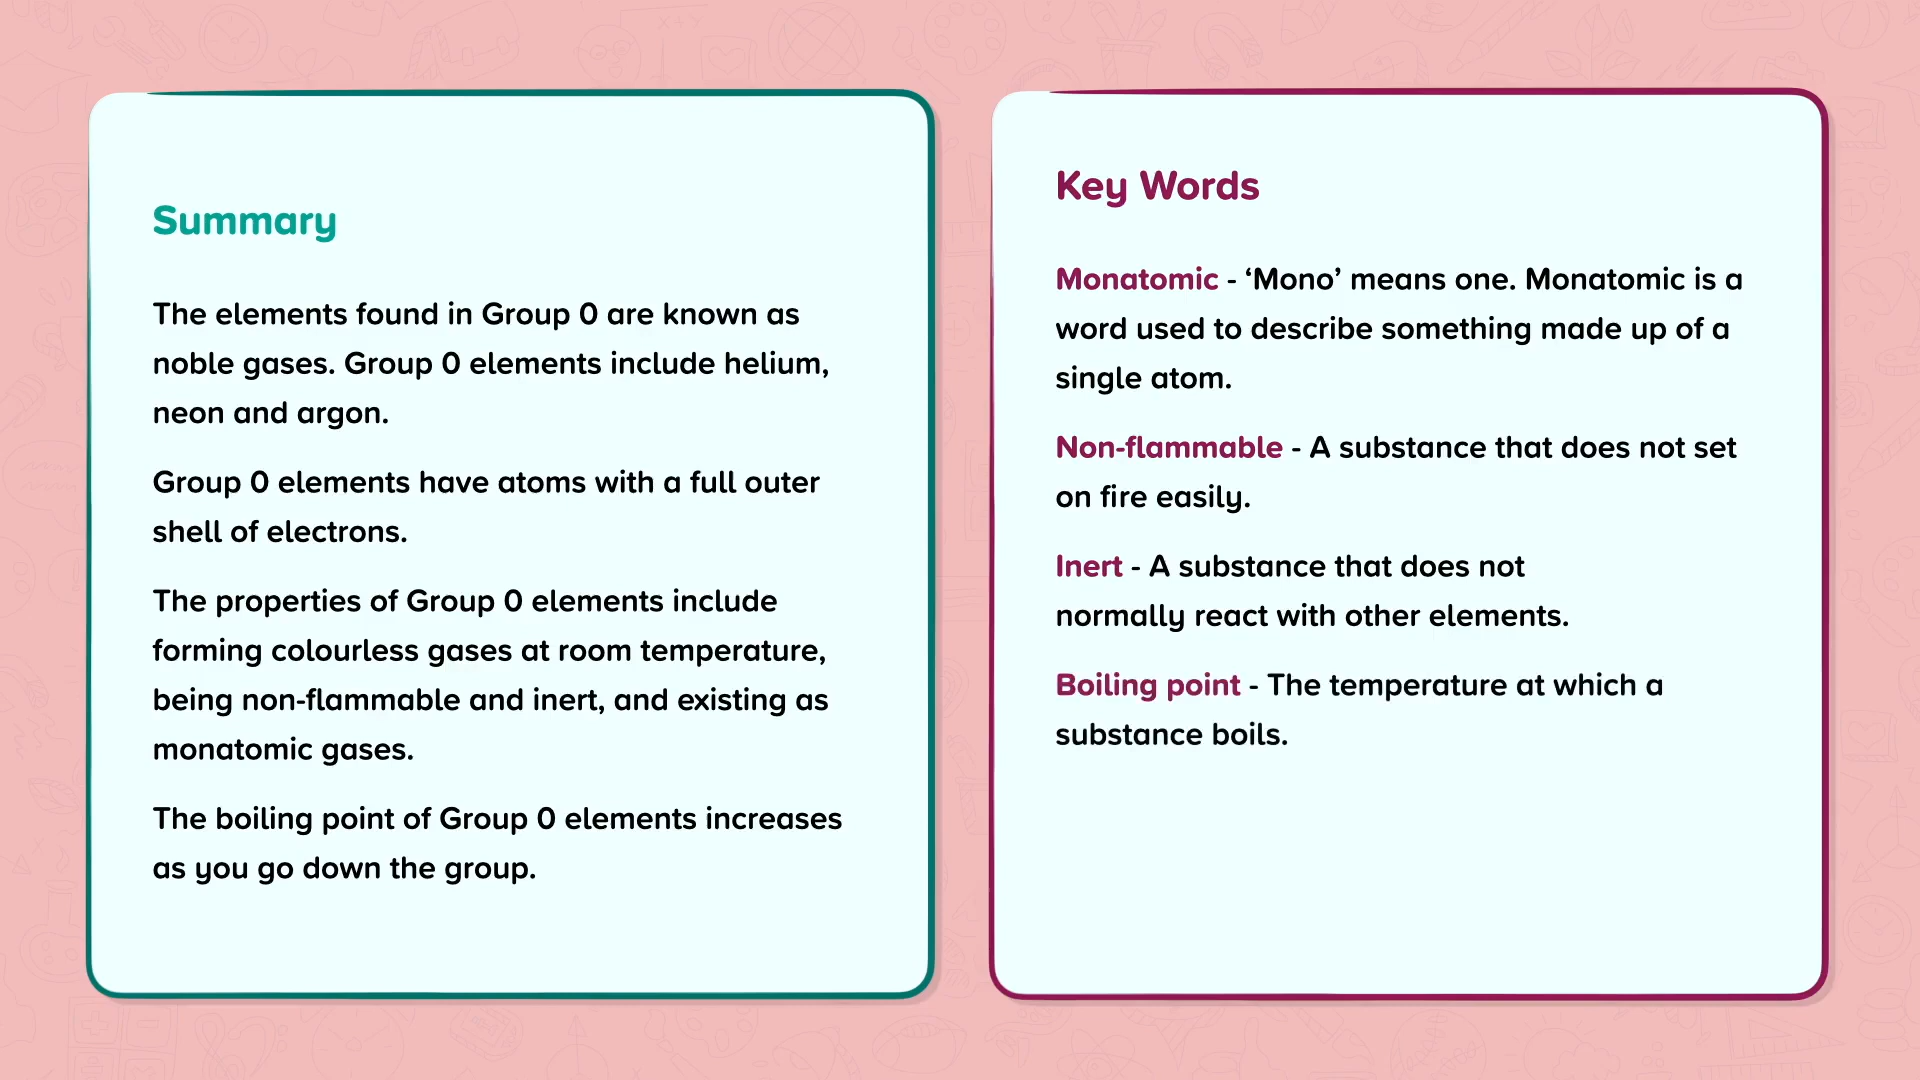 Summary
The elements found in Group 0 are known as
noble gases. Group 0 elements include helium,
neon and argon.
Group 0 elements have atoms with a full outer
shell of electrons.
The properties of Group 0 elements include
forming colourless gases at room temperature,
being non-flammable and inert, and existing as
monatomic gases.
The boiling point of Group 0 elements increases
as you go down the group.
Key Words
Monatomic - ‘Mono’ means one. Monatomic is a
word used to describe something made up of a
single atom.
Non-flammable - A substance that does not set
on fire easily.
Inert - A substance that does not
normally react with other elements.
Boiling point - The temperature at which a
substance boils.